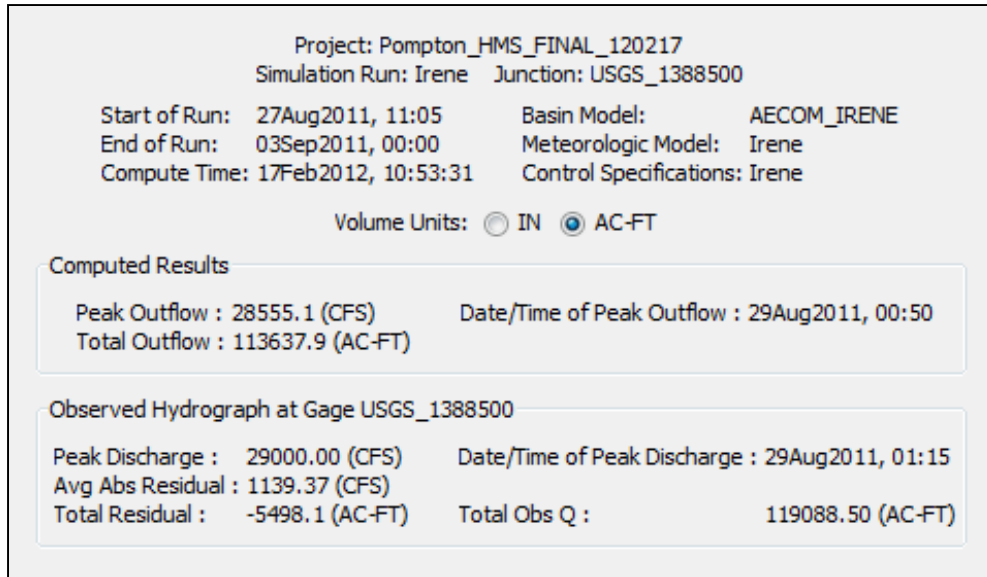 Project: Pompton_HMS_FINAL_120217
Simulation Run: Irene Junction: USGS_1388500
Start of Run: 27Aug2011, 11:05 Basin Model: AECOM_IRENE
End of Run: 03Sep2011, 00:00 Meteorologic Model: Irene
Compute Time: 17Feb2012, 10:53:31 Control Specifications: Irene
Volume Units: IN AC-FT
Computed Results
Peak Outflow : 28555.1 (CFS) Date/Time of Peak Outflow : 29Aug2011, 00:50
Total Outflow : 113637.9 (AC-FT)
Observed Hydrograph at Gage USGS_1388500
Peak Discharge : 29000.00 (CFS) Date/Time of Peak Discharge : 29Aug2011, 01:15
Avg Abs Residual : 1139.37 (CFS)
Total Residual : -5498.1 (AC-FT) Total Obs Q : 119088.50 (AC-FT)